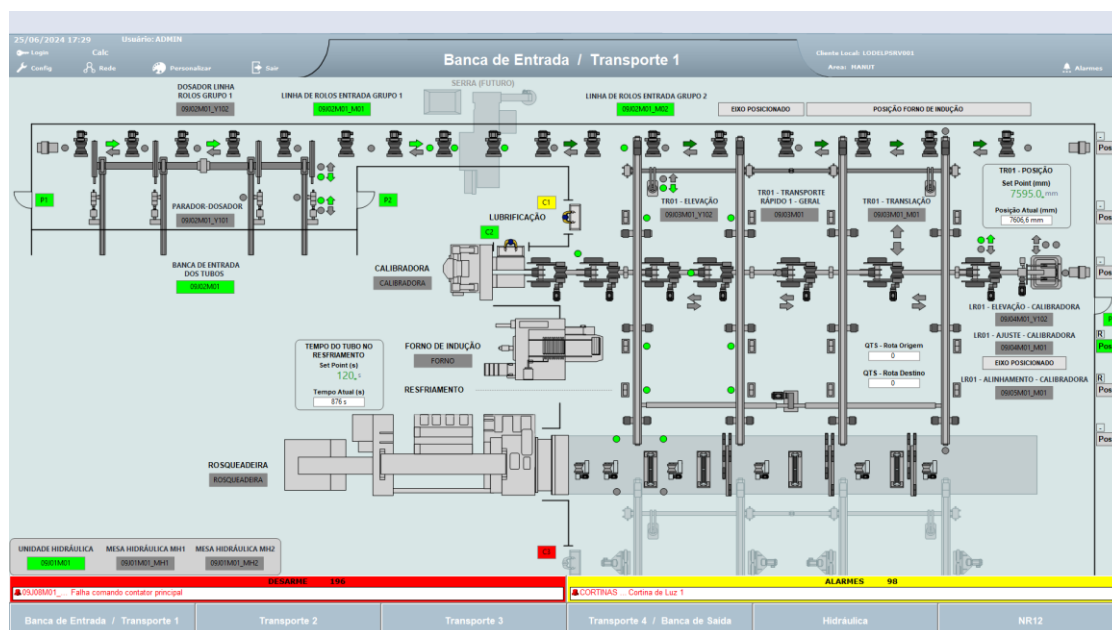 25/06/2024 17:29 Usuário: ADMIN
Login Calc
Config Rede Personalizar Sair
Banca de Entrada / Transporte 1
Cliente Local: LODELPSRV001
Area: MANUT
Alarmes
SERRA (FUTURO)
DOSADOR LINHA
ROLOS GRUPO 1
09J02M01_Y102
LINHA DE ROLOS ENTRADA GRUPO 1
09J02M01_M01
LINHA DE ROLOS ENTRADA GRUPO 2
09J02M01_M02
EIXO POSICIONADO
POSIÇÃO FORNO DE INDUÇÃO
Pos
P1
PARADOR-DOSADOR
09J02M01_Y101
P2
C1
LUBRIFICAÇÃO
C2
TR01 - ELEVAÇÃO
09J03M01_Y102
TR01 - TRANSPORTE
RÁPIDO 1 - GERAL
09J03M01
TR01 - TRANSLAÇÃO
09J03M01_M01
TR01 - POSIÇÃO
Set Point (mm)
7595.0 mm
Posição Atual (mm)
7606,6 mm
Pos
BANCA DE ENTRADA
DOS TUBOS
09J02M01
CALIBRADORA
CALIBRADORA
Pos
LR01 - ELEVAÇÃO - CALIBRADORA
09J04M01_Y102
LR01 - AJUSTE - CALIBRADORA
09J04M01_M01
EIXO POSICIONADO
LR01 - ALINHAMENTO - CALIBRADORA
09J05M01_M01
R
Pos
R
Pos
TEMPO DO TUBO NO
RESFRIAMENTO
Set Point (s)
120 s
Tempo Atual (s)
876 s
FORNO DE INDUÇÃO
FORNO
RESFRIAMENTO
QTS - Rota Origem
0
QTS - Rota Destino
0
Pos
ROSQUEADEIRA
ROSQUEADEIRA
C3
UNIDADE HIDRÁULICA
09J01M01
MESA HIDRÁULICA MH1
09J01M01_MH1
MESA HIDRÁULICA MH2
09J01M01_MH2
DESARME 196
09J08M01_... Falha comando contator principal
ALARMES 98
CORTINAS ... Cortina de Luz 1
Banca de Entrada / Transporte 1
Transporte 2
Transporte 3
Transporte 4 / Banca de Saida
Hidráulica
NR12